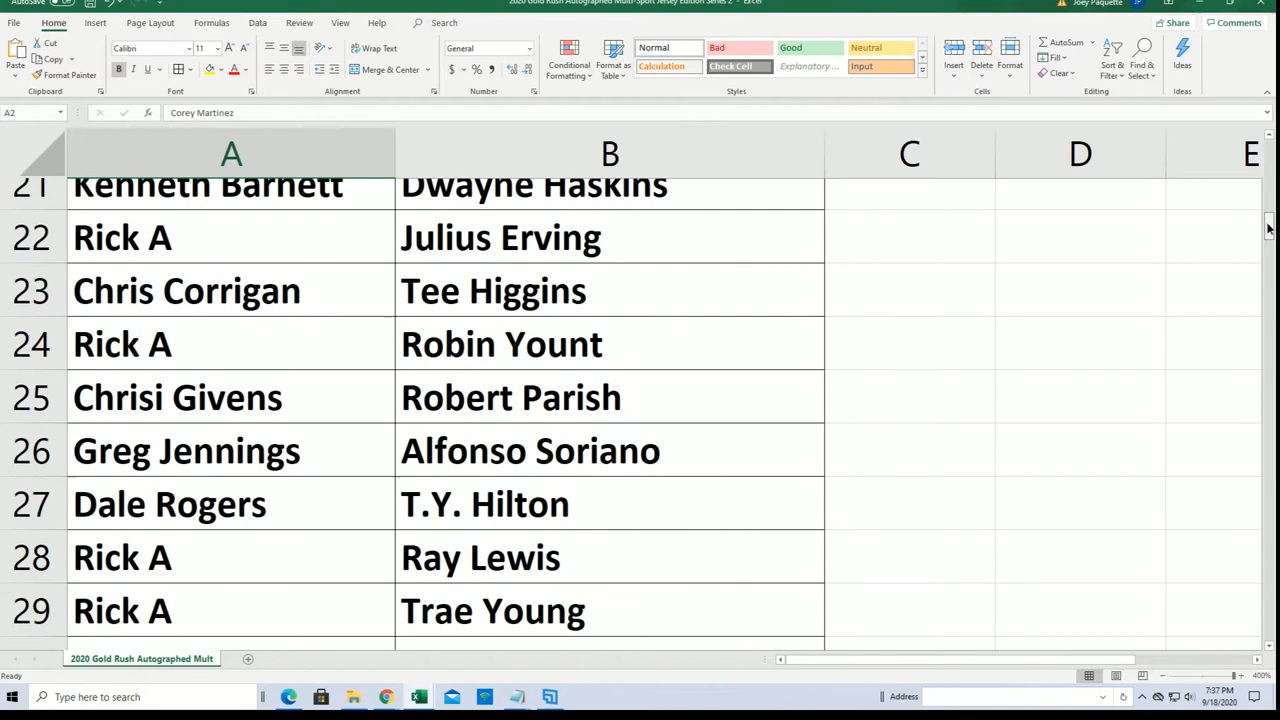 AutoSave Off 2020 Gold Rush Autographed Multi-Sport Jersey Edition Series 2 - Excel Joey Paquette JP
File Home Insert Page Layout Formulas Data Review View Help Search Share Comments
Paste Cut Copy Format Painter
Calibri 11
B I U
Wrap Text
Merge & Center
General
$ % ,
Conditional Formatting Format as Table
Normal Bad Good Neutral
Calculation Check Cell Explanatory ... Input
Insert Delete Format
AutoSum Fill Clear
Sort & Filter Find & Select
Ideas
Clipboard Font Alignment Number Styles Cells Editing Ideas
A2 fx Corey Martinez
A B C D E
21 Kenneth Barnett Dwayne Haskins
22 Rick A Julius Erving
23 Chris Corrigan Tee Higgins
24 Rick A Robin Yount
25 Chrisi Givens Robert Parish
26 Greg Jennings Alfonso Soriano
27 Dale Rogers T.Y. Hilton
28 Rick A Ray Lewis
29 Rick A Trae Young
2020 Gold Rush Autographed Mult
Ready 400%
Type here to search Address 7:37 PM
9/18/2020